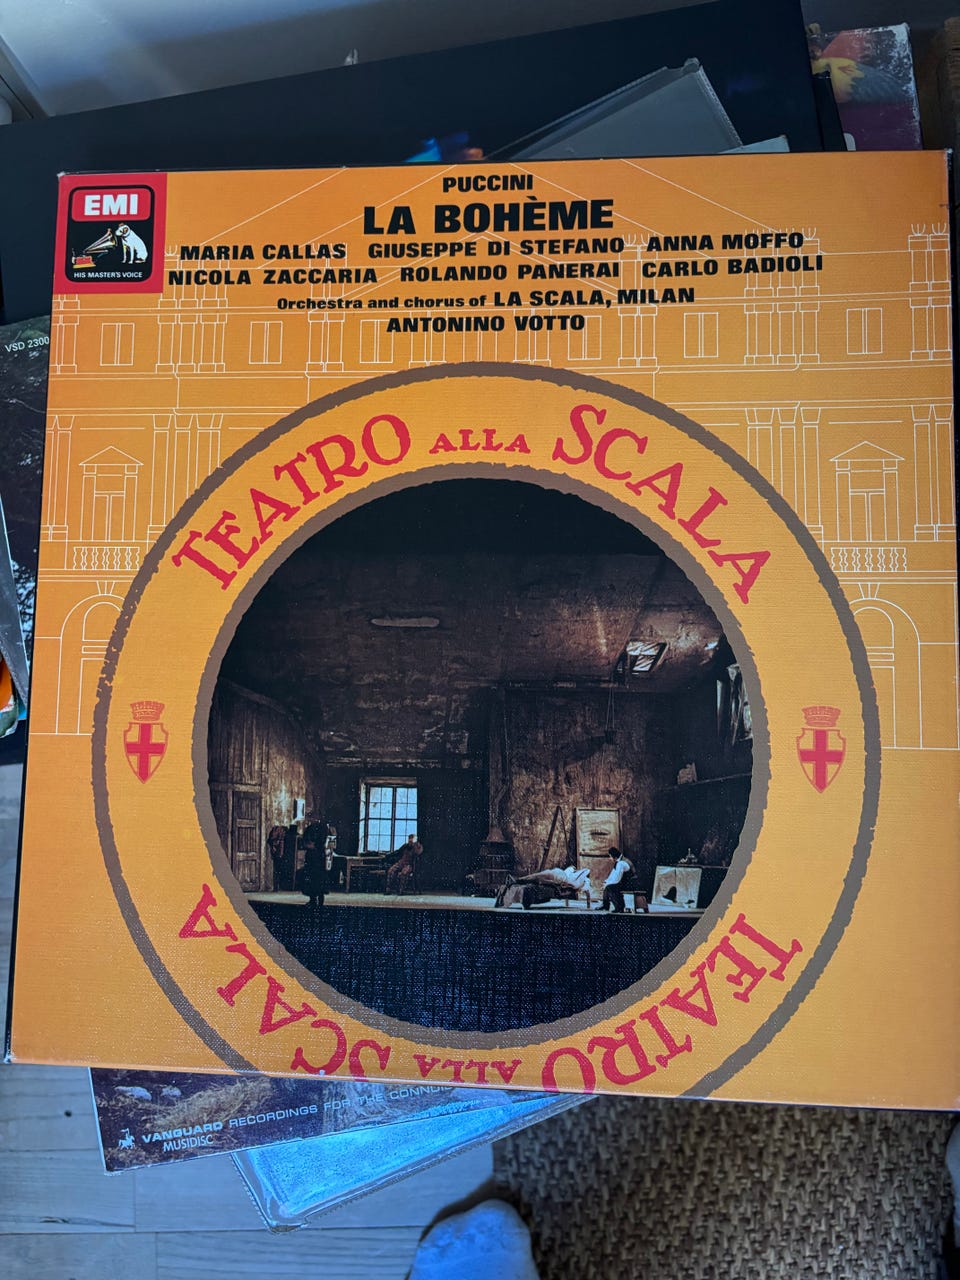 PUCCINI
LA BOHÈME
EMI
HIS MASTER'S VOICE
MARIA CALLAS GIUSEPPE DI STEFANO ANNA MOFFO
NICOLA ZACCARIA ROLANDO PANERAI CARLO BADIOLI
Orchestra and chorus of LA SCALA, MILAN
ANTONINO VOTTO
VSD 2300
TEATRO ALLA SCALA
TEATRO ALLA SCALA
VANGUARD RECORDINGS FOR THE
MUSIDISC